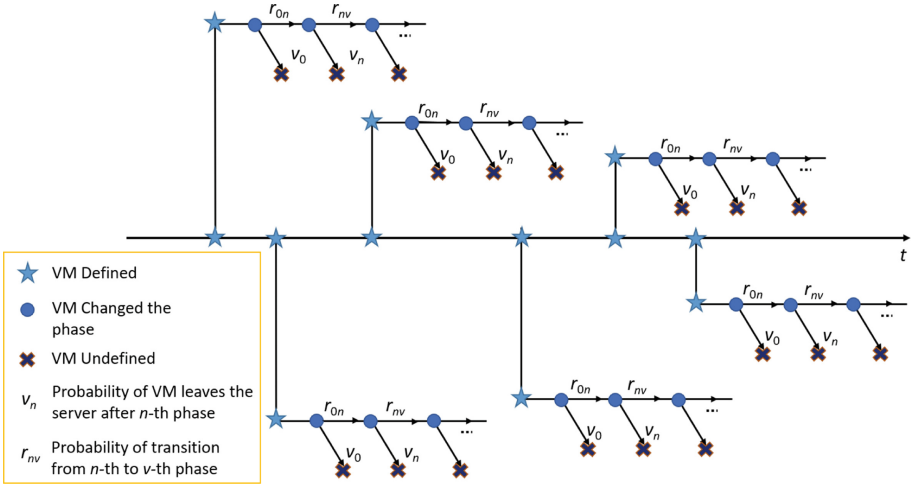 r0n rnv
...
v0 vn
r0n rnv
...
v0 vn
r0n rnv
...
v0 vn
t
VM Defined
VM Changed the
phase
VM Undefined
vn Probability of VM leaves the
server after n-th phase
rnv Probability of transition
from n-th to v-th phase
r0n rnv
...
v0 vn
r0n rnv
...
v0 vn
r0n rnv
...
v0 vn